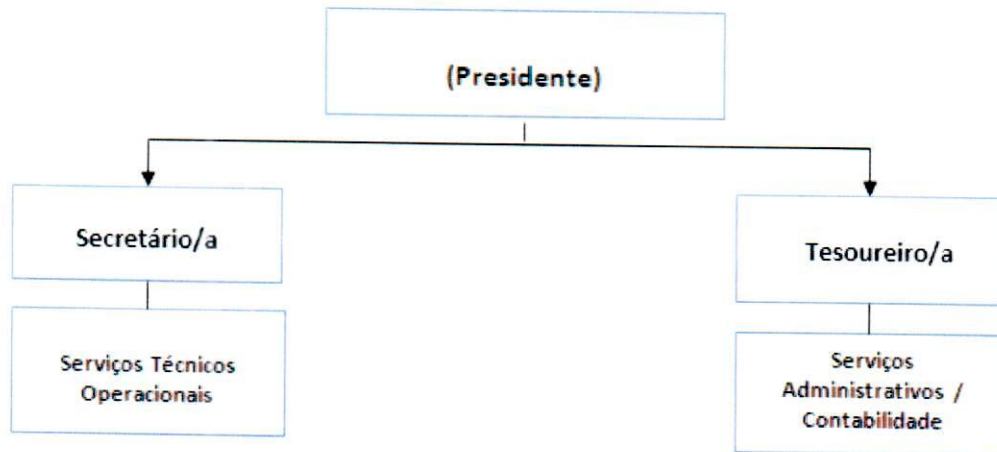 (Presidente)
Secretário/a
Tesoureiro/a
Serviços Técnicos
Operacionais
Serviços
Administrativos /
Contabilidade